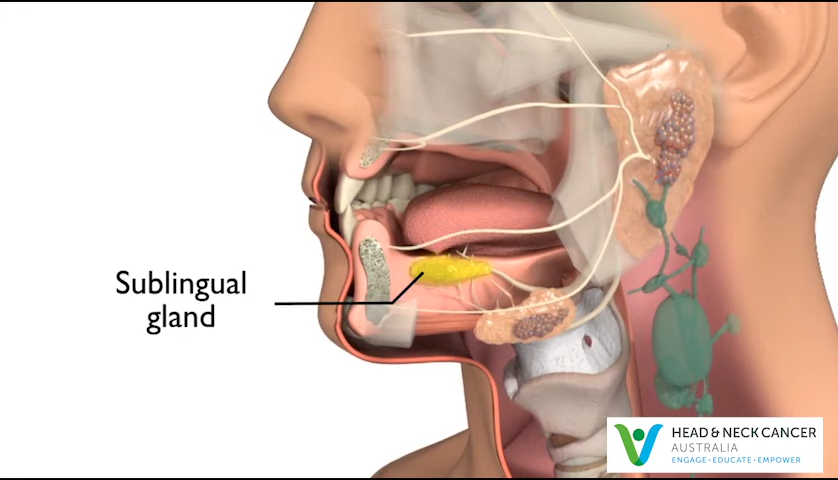 Sublingual
gland
HEAD & NECK CANCER
AUSTRALIA
ENGAGE · EDUCATE · EMPOWER